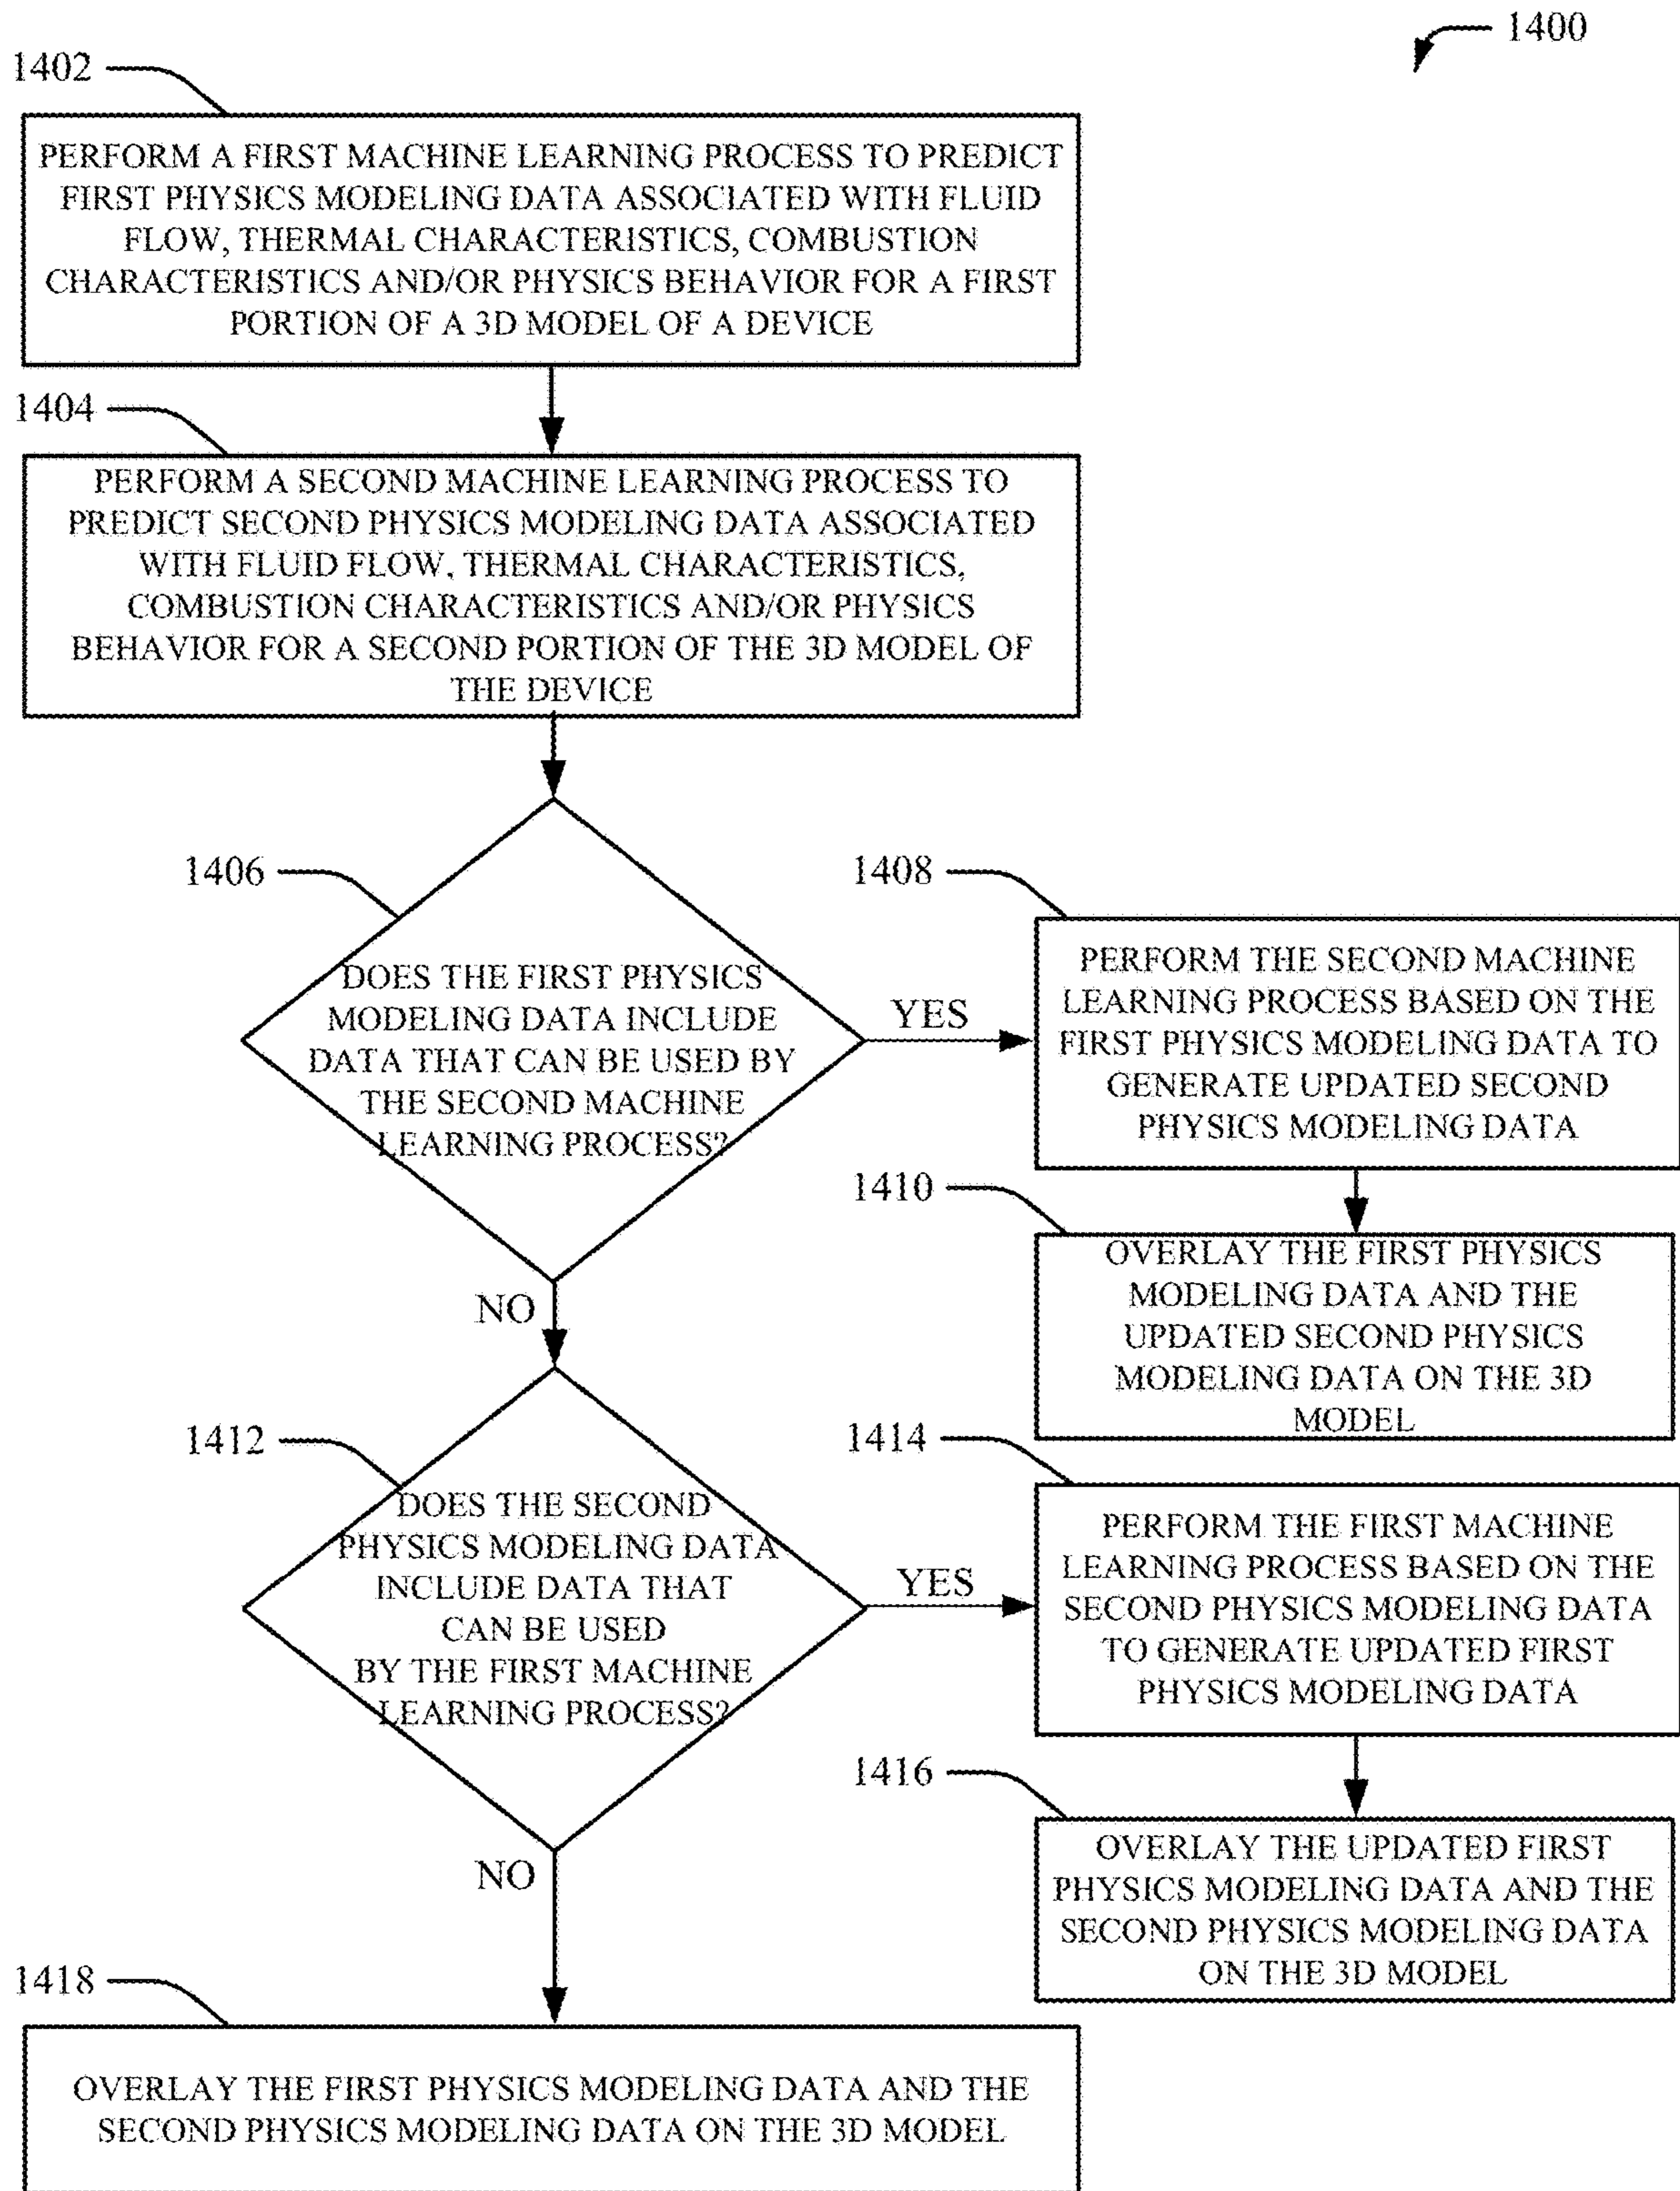 1400
1402
PERFORM A FIRST MACHINE LEARNING PROCESS TO PREDICT
FIRST PHYSICS MODELING DATA ASSOCIATED WITH FLUID
FLOW, THERMAL CHARACTERISTICS, COMBUSTION
CHARACTERISTICS AND/OR PHYSICS BEHAVIOR FOR A FIRST
PORTION OF A 3D MODEL OF A DEVICE
1404
PERFORM A SECOND MACHINE LEARNING PROCESS TO
PREDICT SECOND PHYSICS MODELING DATA ASSOCIATED
WITH FLUID FLOW, THERMAL CHARACTERISTICS,
COMBUSTION CHARACTERISTICS AND/OR PHYSICS
BEHAVIOR FOR A SECOND PORTION OF THE 3D MODEL OF
THE DEVICE
1406
DOES THE FIRST PHYSICS
MODELING DATA INCLUDE
DATA THAT CAN BE USED BY
THE SECOND MACHINE
LEARNING PROCESS?
YES
1408
PERFORM THE SECOND MACHINE
LEARNING PROCESS BASED ON THE
FIRST PHYSICS MODELING DATA TO
GENERATE UPDATED SECOND
PHYSICS MODELING DATA
1410
OVERLAY THE FIRST PHYSICS
MODELING DATA AND THE
UPDATED SECOND PHYSICS
MODELING DATA ON THE 3D
MODEL
NO
1412
DOES THE SECOND
PHYSICS MODELING DATA
INCLUDE DATA THAT
CAN BE USED
BY THE FIRST MACHINE
LEARNING PROCESS?
YES
1414
PERFORM THE FIRST MACHINE
LEARNING PROCESS BASED ON THE
SECOND PHYSICS MODELING DATA
TO GENERATE UPDATED FIRST
PHYSICS MODELING DATA
1416
OVERLAY THE UPDATED FIRST
PHYSICS MODELING DATA AND THE
SECOND PHYSICS MODELING DATA
ON THE 3D MODEL
NO
1418
OVERLAY THE FIRST PHYSICS MODELING DATA AND THE
SECOND PHYSICS MODELING DATA ON THE 3D MODEL